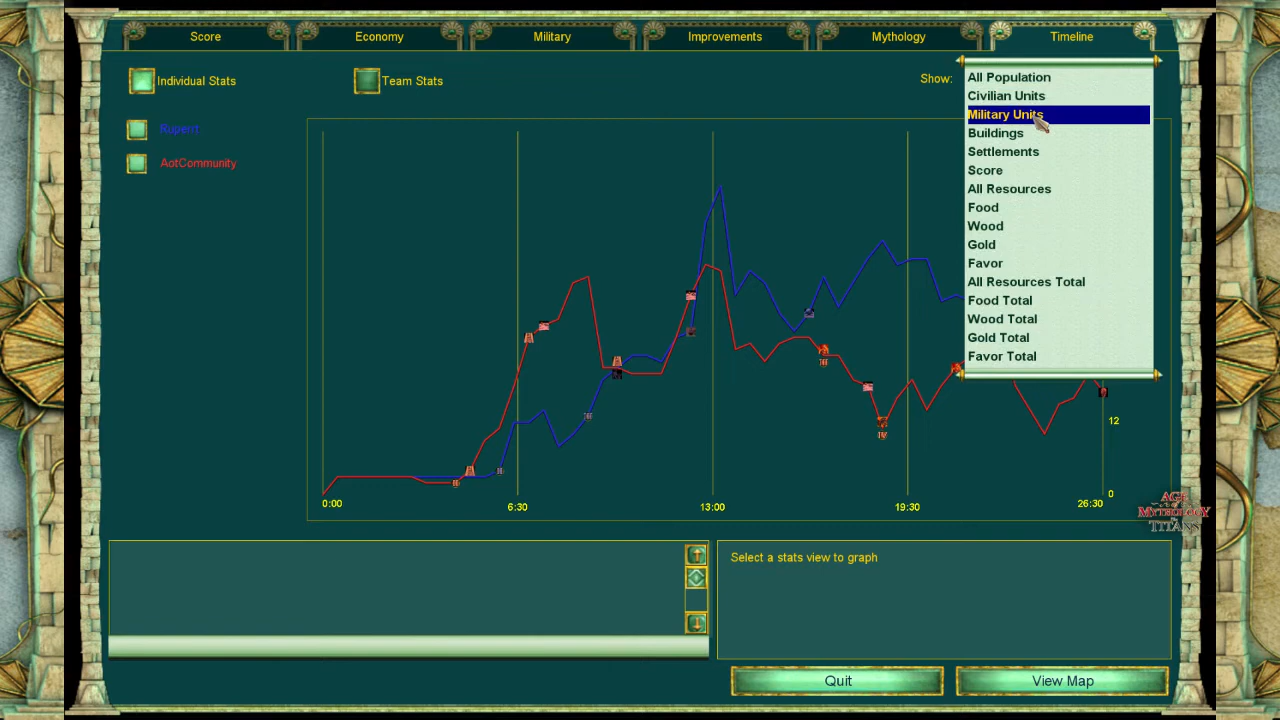 Score
Economy
Military
Improvements
Mythology
Timeline
Individual Stats
Team Stats
Show:
All Population
Civilian Units
Military Units
Buildings
Settlements
Score
All Resources
Food
Wood
Gold
Favor
All Resources Total
Food Total
Wood Total
Gold Total
Favor Total
AotCommunity
12
0
0:00
6:30
13:00
19:30
26:30
AGE
of
MYTHOLOGY
TITANS
Select a stats view to graph
Quit
View Map